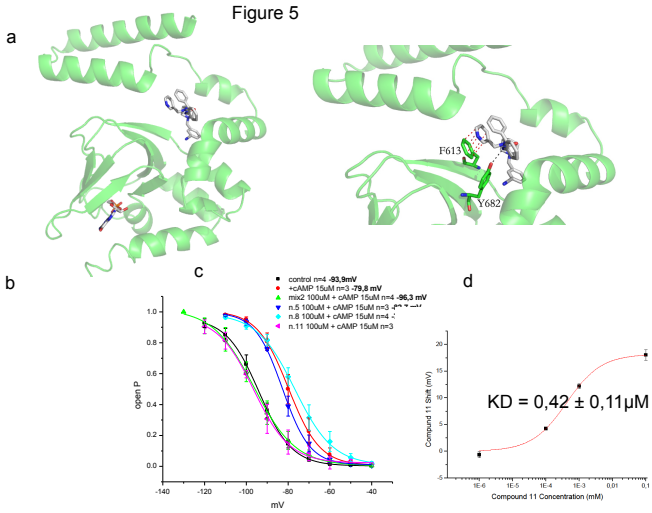 Figure 5
a
F613
Y682
b
c
d
control n=4 -93,9mV
+cAMP 15uM n=3 -79,8 mV
mix2 100uM + cAMP 15uM n=4 -96,3 mV
n.5 100uM + cAMP 15uM n=3
n.8 100uM + cAMP 15uM n=4
n.11 100uM + cAMP 15uM n=3
1.0
0.8
0.6
0.4
0.2
0.0
open P
-140 -120 -100 -80 -60 -40
mV
20
15
10
5
0
-5
Compund 11 Shift (mV)
KD = 0,42 ± 0,11µM
1E-6 1E-4 1E-3 0,01 0,1
Compound 11 Concentration (mM)